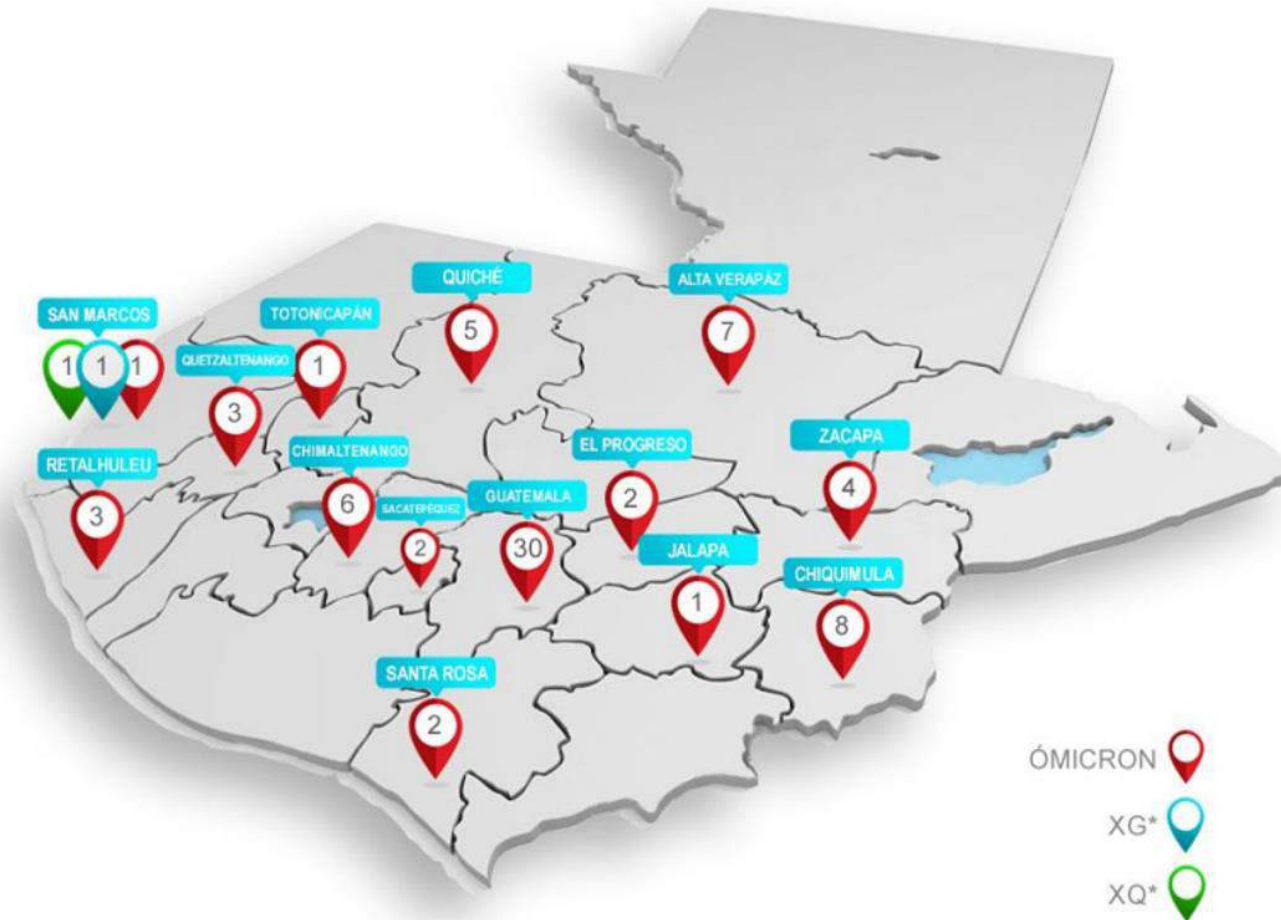 QUICHÉ
5
ALTA VERAPÁZ
7
SAN MARCOS
1 1 1
TOTONICAPÁN
1
QUETZALTENANGO
3
CHIMALTENANGO
6
EL PROGRESO
2
ZACAPA
4
RETALHULEU
3
SACATEPÉQUEZ
2
GUATEMALA
30
JALAPA
1
CHIQUIMULA
8
SANTA ROSA
2
ÓMICRON
XG*
XQ*